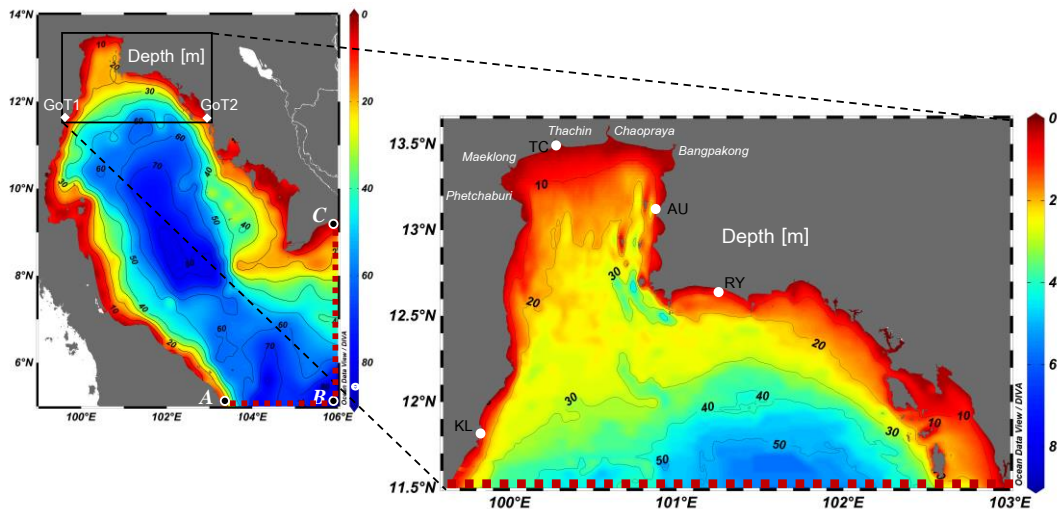 14°N
12°N
10°N
8°N
6°N
100°E
102°E
104°E
106°E
Depth [m]
GoT1
GoT2
10
20
30
40
60
60
70
30
60
50
40
50
40
60
60
70
20
A
B
C
0
20
40
60
80
Ocean Data View / DIVA
13.5°N
13°N
12.5°N
12°N
11.5°N
100°E
101°E
102°E
103°E
Thachin
Chaopraya
TC
Maeklong
Bangpakong
Phetchaburi
10
AU
Depth [m]
30
RY
20
20
30
40
40
30
50
50
10
10
KL
0
2
4
6
8
Ocean Data View / DIVA